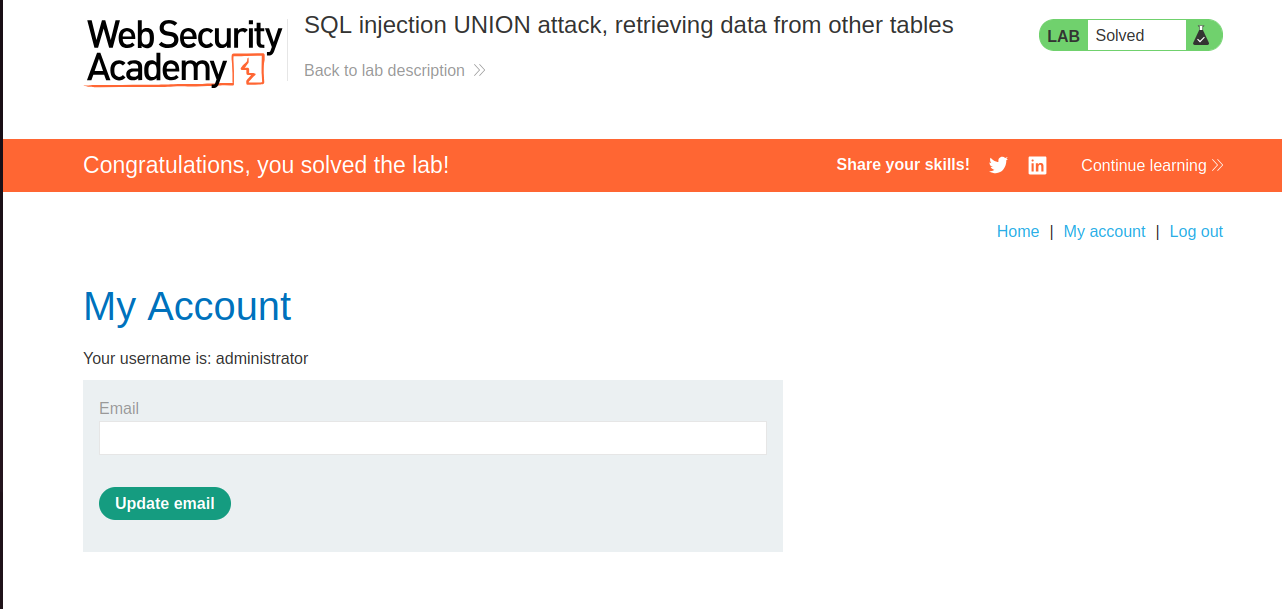 Web Security
Academy
SQL injection UNION attack, retrieving data from other tables
Back to lab description
LAB Solved
Congratulations, you solved the lab!
Share your skills!
Continue learning
Home | My account | Log out
My Account
Your username is: administrator
Email
Update email